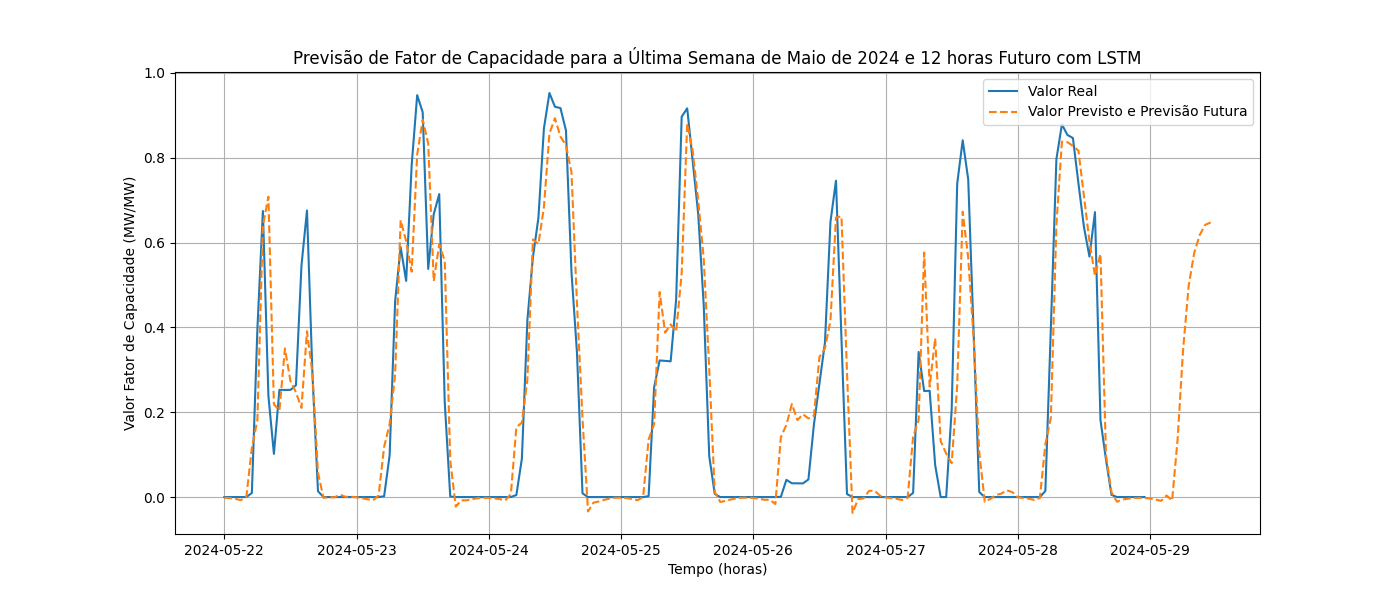 Previsão de Fator de Capacidade para a Última Semana de Maio de 2024 e 12 horas Futuro com LSTM
Valor Real
Valor Previsto e Previsão Futura
Valor Fator de Capacidade (MW/MW)
1.0
0.8
0.6
0.4
0.2
0.0
2024-05-22 2024-05-23 2024-05-24 2024-05-25 2024-05-26 2024-05-27 2024-05-28 2024-05-29
Tempo (horas)